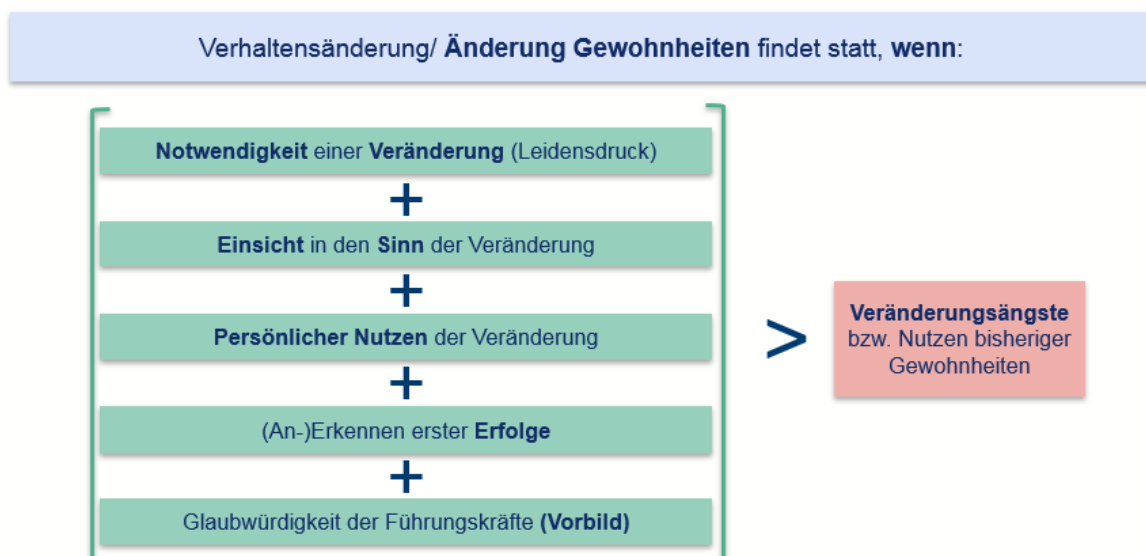 Verhaltensänderung/ Änderung Gewohnheiten findet statt, wenn:
Notwendigkeit einer Veränderung (Leidensdruck)
+
Einsicht in den Sinn der Veränderung
+
Persönlicher Nutzen der Veränderung
+
(An-)Erkennen erster Erfolge
+
Glaubwürdigkeit der Führungskräfte (Vorbild)
>
Veränderungsängste
bzw. Nutzen bisheriger
Gewohnheiten